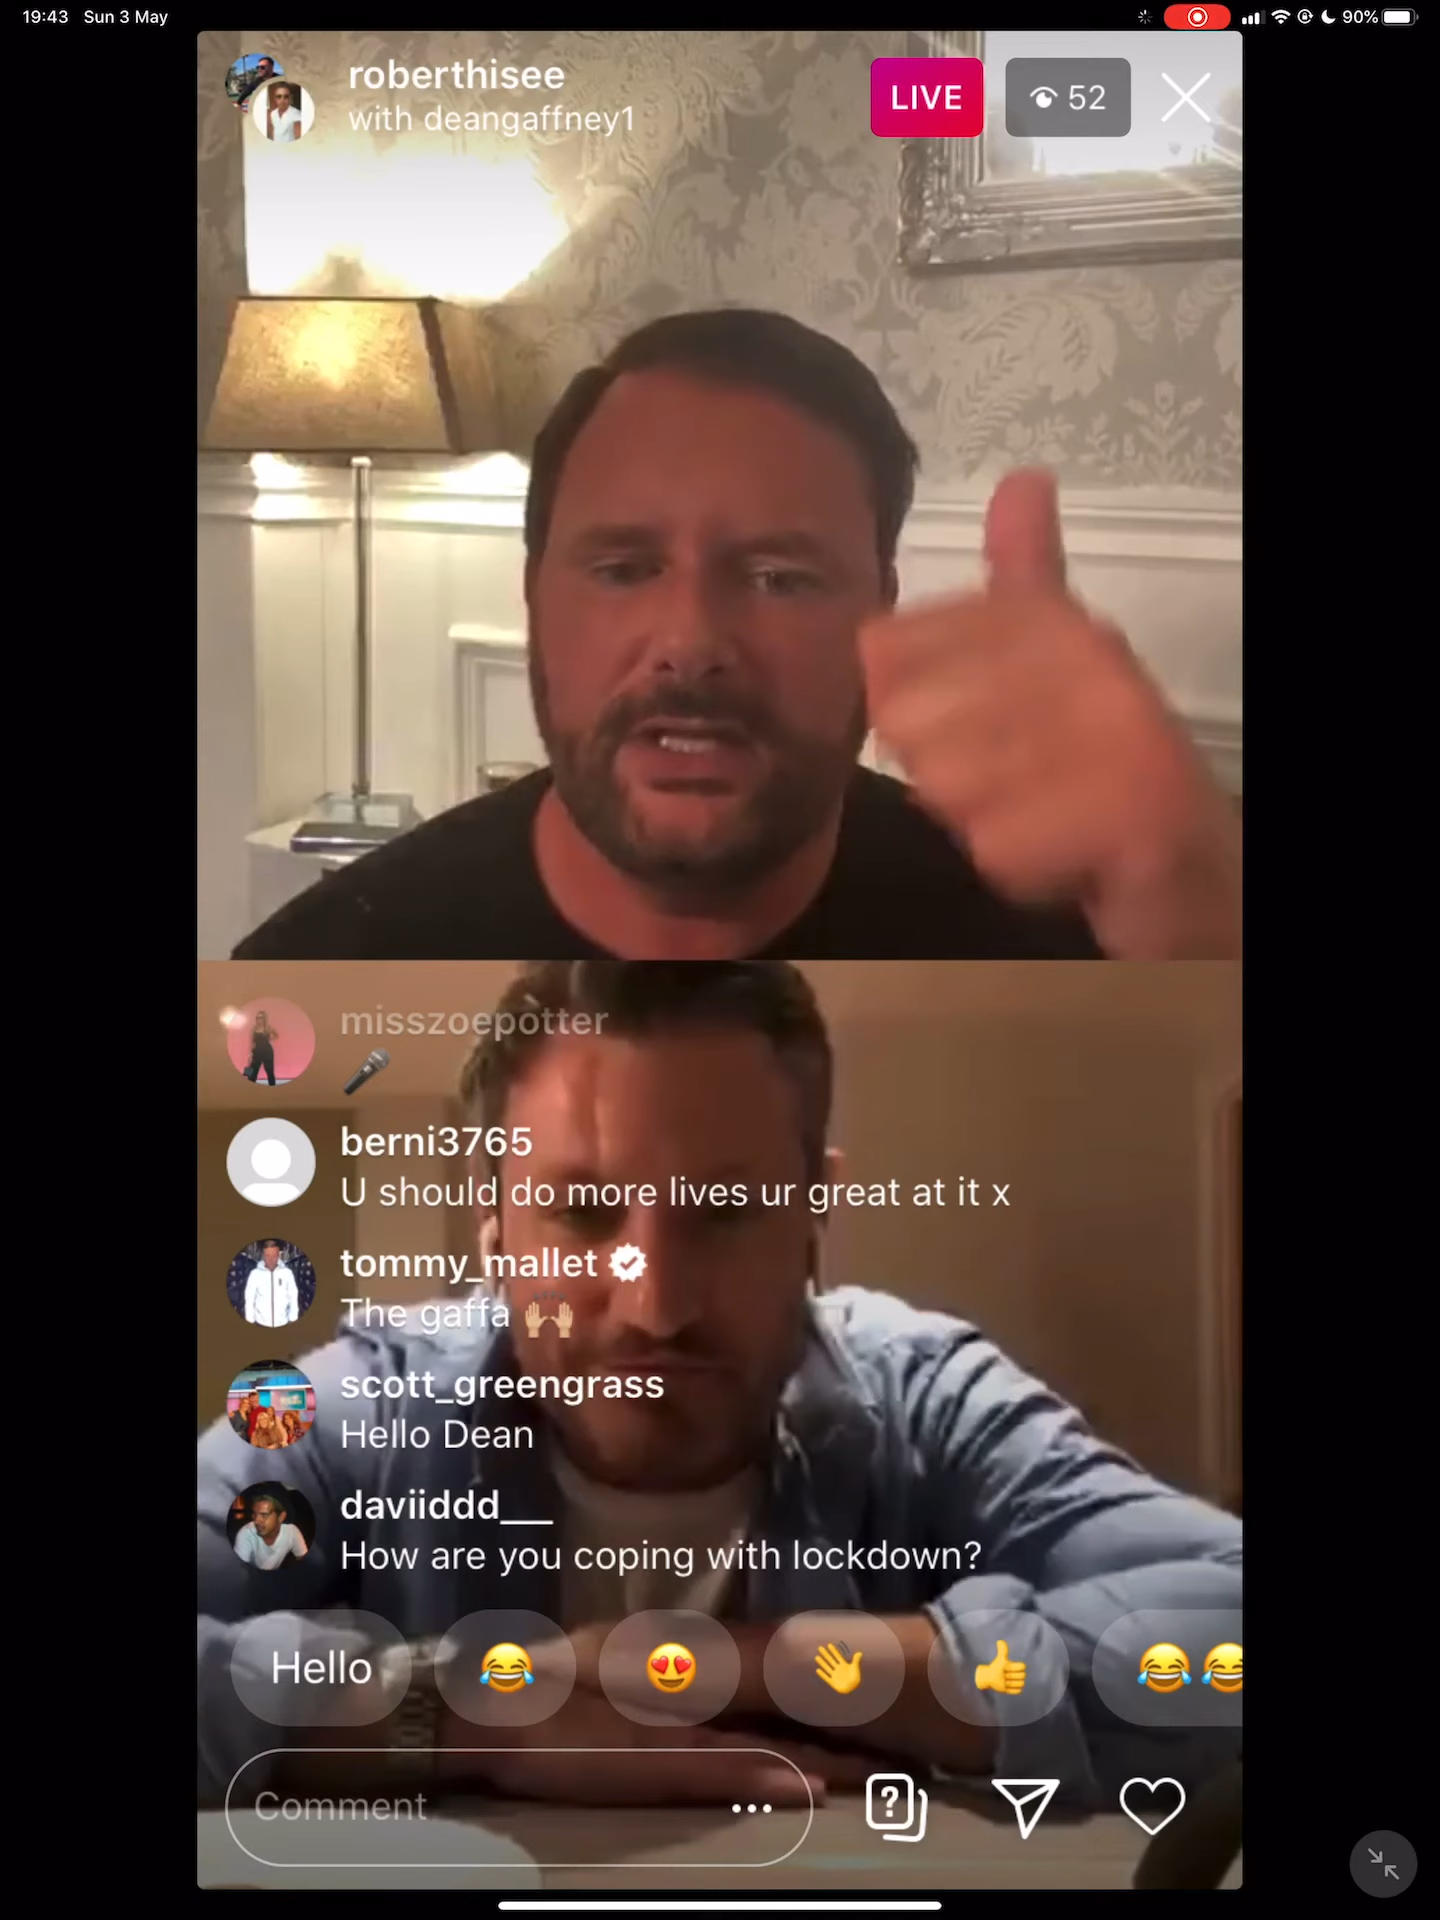 19:43 Sun 3 May
90%
roberthisee
with deangaffney1
LIVE
52
misszoepotter
berni3765
U should do more lives ur great at it x
tommy_mallet
The gaffa
scott_greengrass
Hello Dean
daviiddd___
How are you coping with lockdown?
Hello
Comment